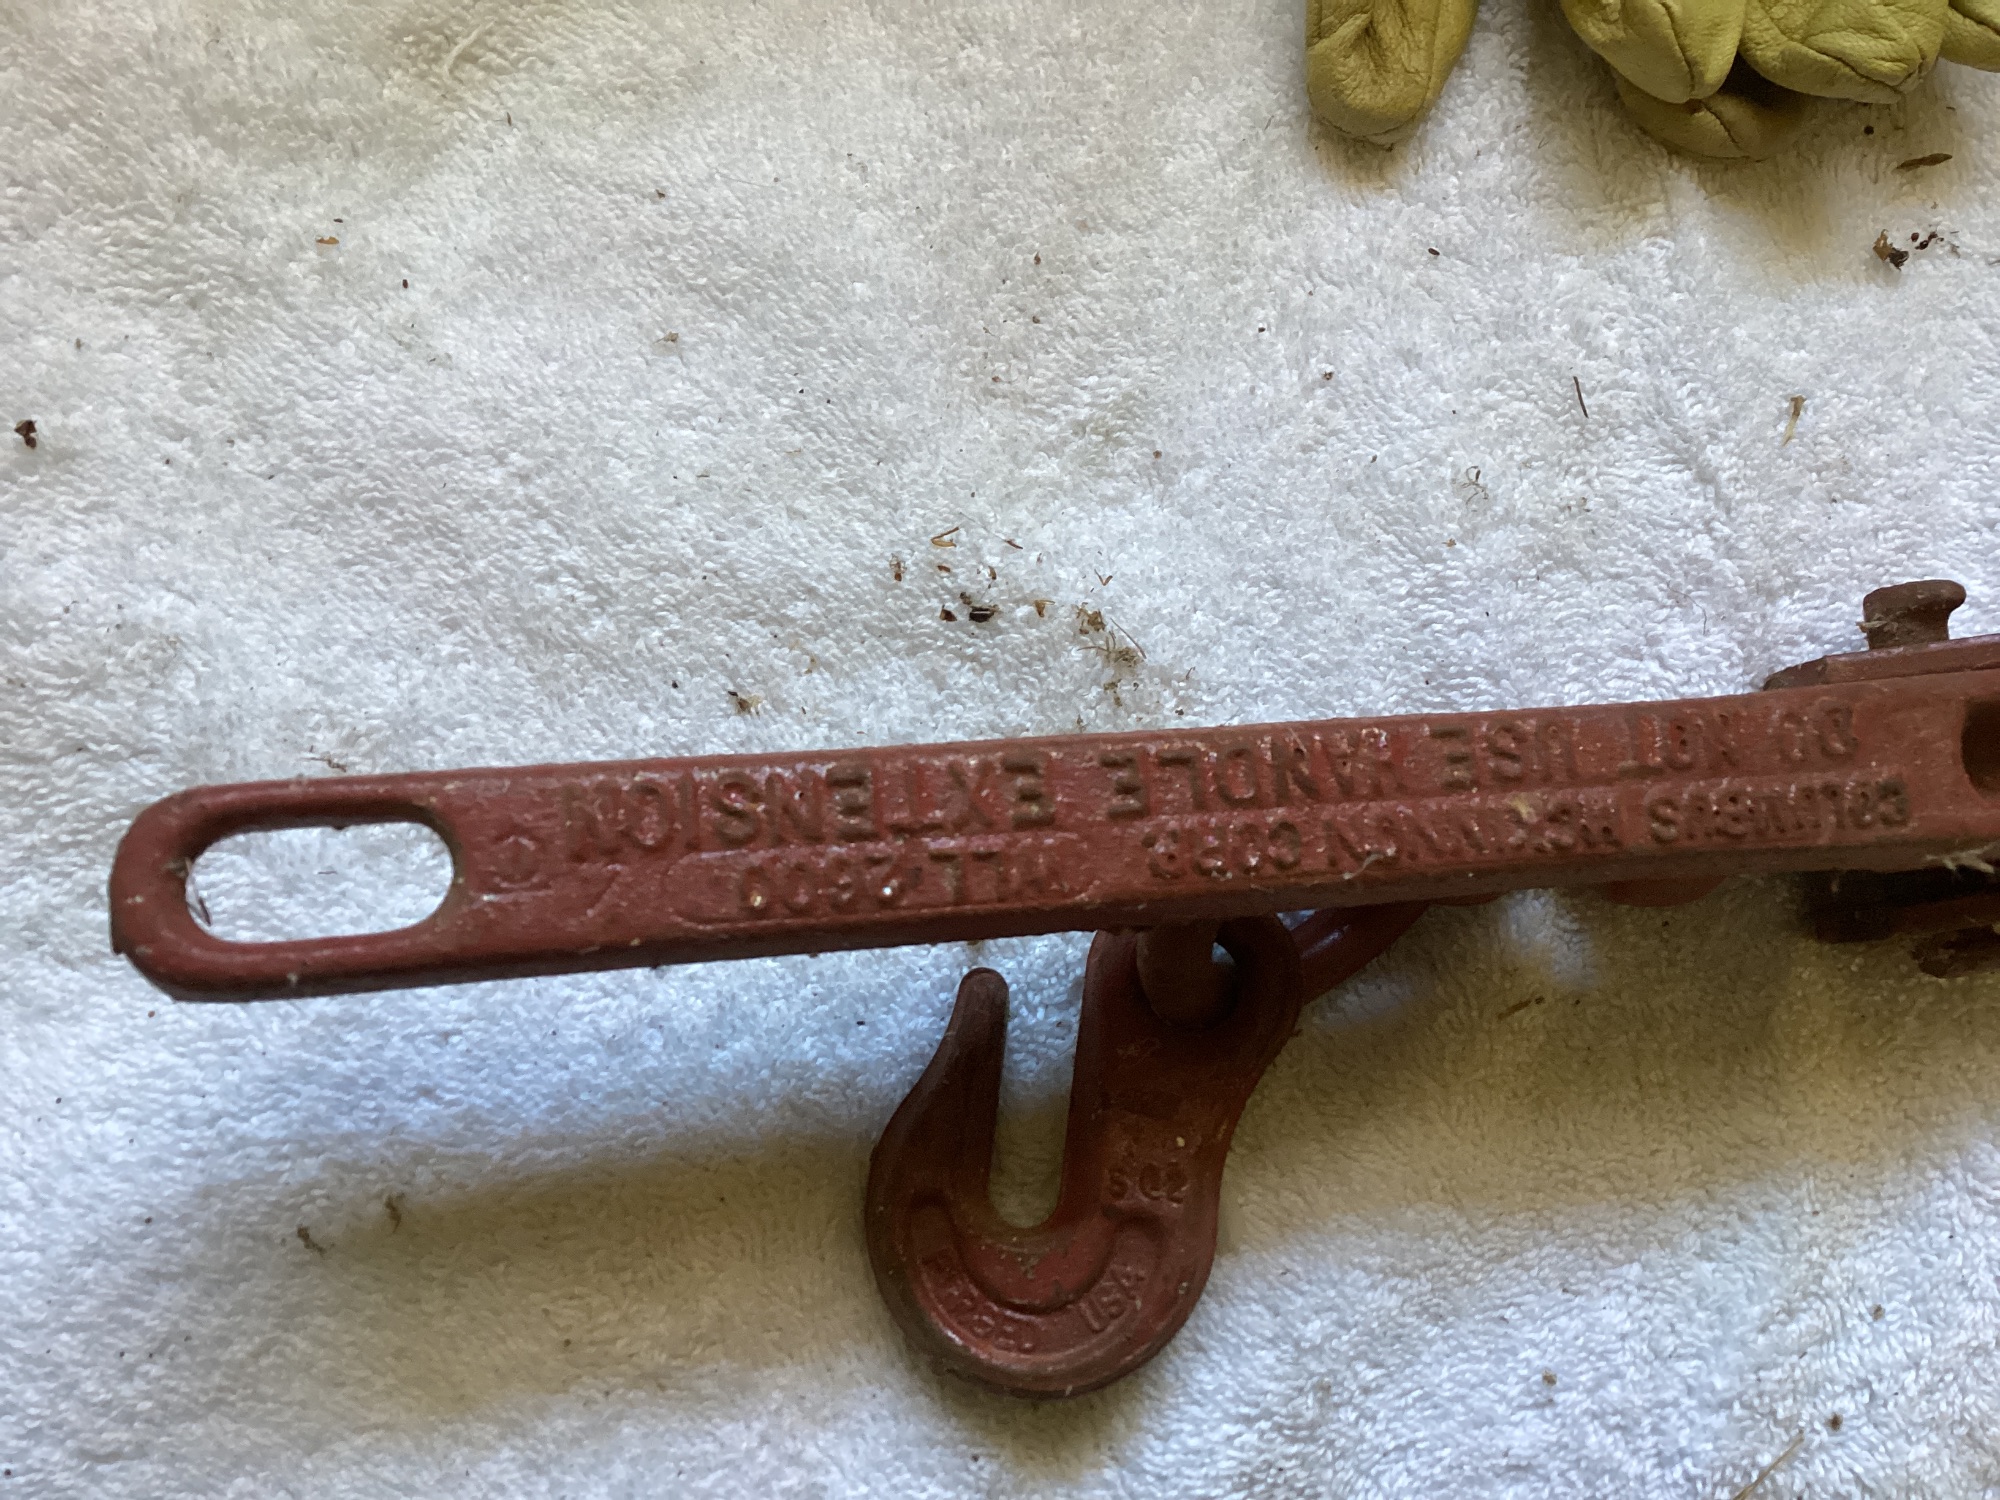 COLUMBUS McKINNON CORP. WLL 2600
DO NOT USE HANDLE EXTENSION
FORGED USA